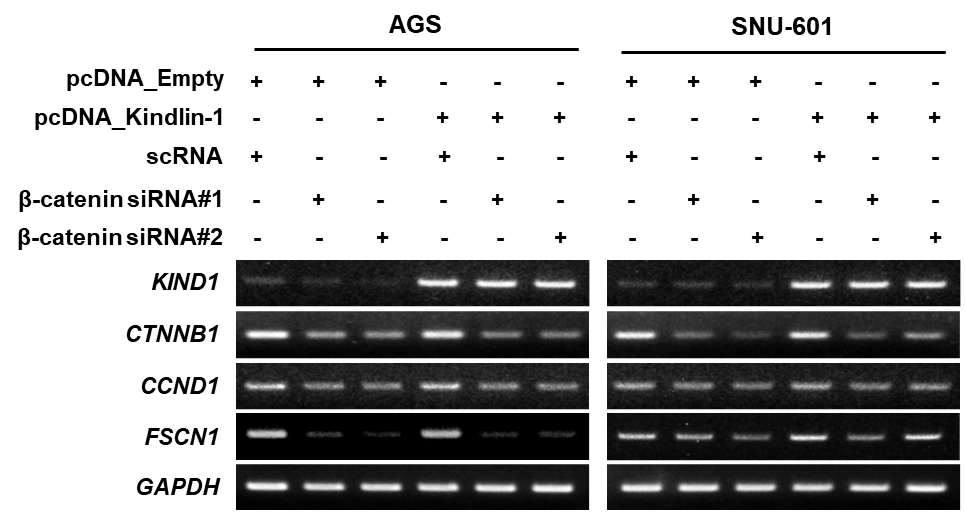 AGS SNU-601
pcDNA_Empty + + + - - - + + + - - -
pcDNA_Kindlin-1 - - - + + + - - - + + +
scRNA + - - + - - + - - + - -
β-catenin siRNA#1 - + - - + - - + - - + -
β-catenin siRNA#2 - - + - - + - - + - - +
KIND1
CTNNB1
CCND1
FSCN1
GAPDH